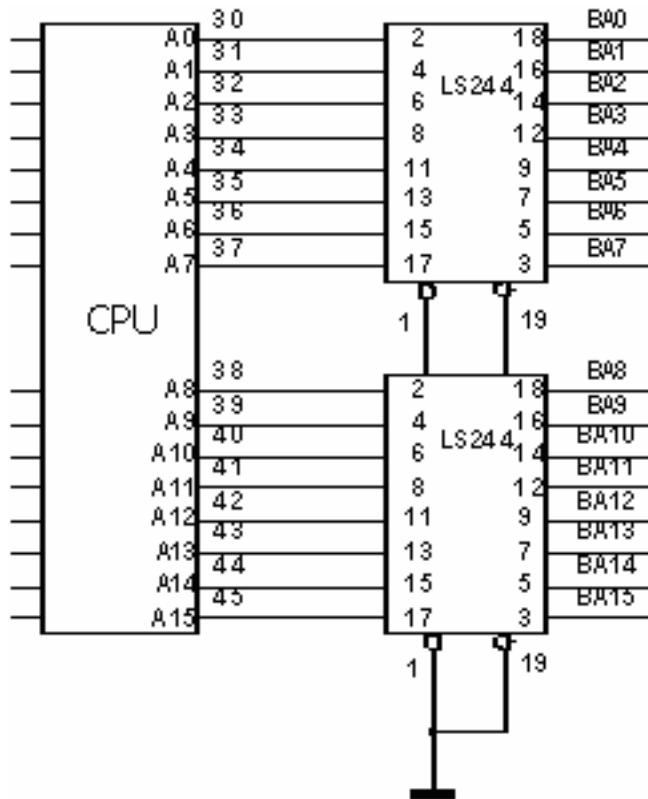 30 BA0
A0 2 18
31 BA1
A1 4 16
32 LS244 BA2
A2 6 14
33 BA3
A3 8 12
34 BA4
A4 11 9
35 BA5
A5 13 7
36 BA6
A6 15 5
37 BA7
A7 17 3
CPU
1 19
38 BA8
A8 2 18
39 BA9
A9 4 16
40 LS244 BA10
A10 6 14
41 BA11
A11 8 12
42 BA12
A12 11 9
43 BA13
A13 13 7
44 BA14
A14 15 5
45 BA15
A15 17 3
1 19